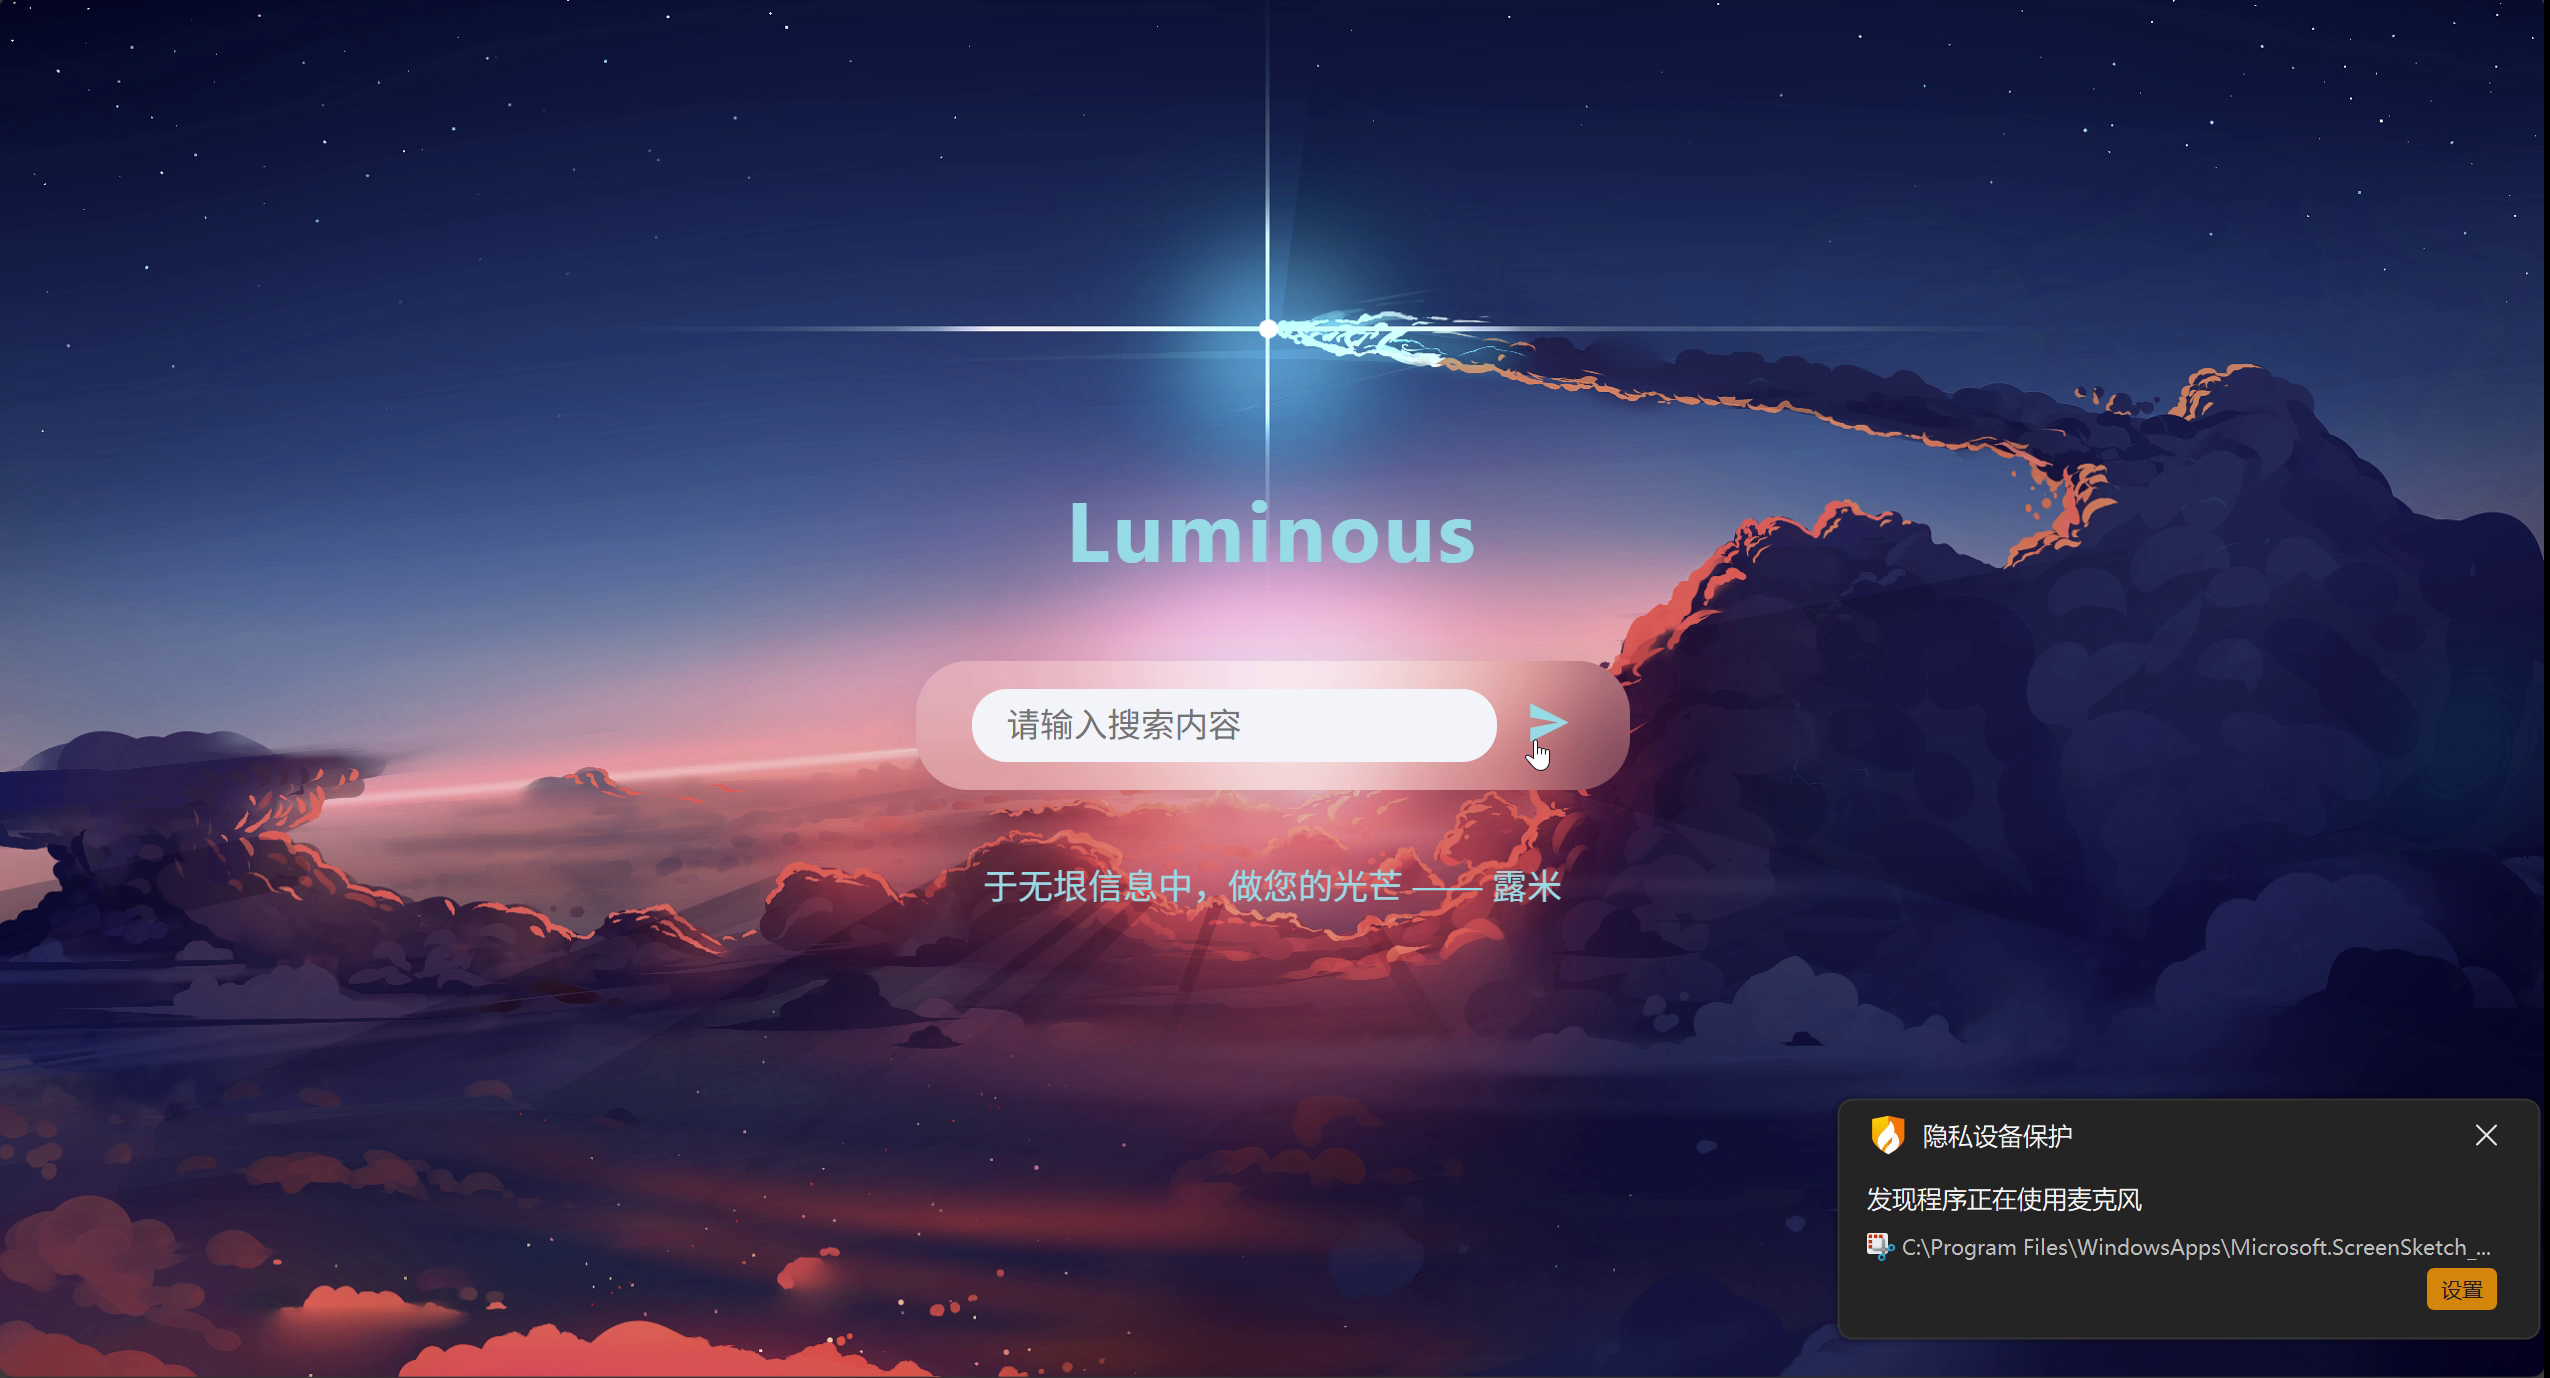 Luminous
请输入搜索内容
于无垠信息中，做您的光芒 —— 露米
隐私设备保护
发现程序正在使用麦克风
C:\Program Files\WindowsApps\Microsoft.ScreenSketch_...
设置